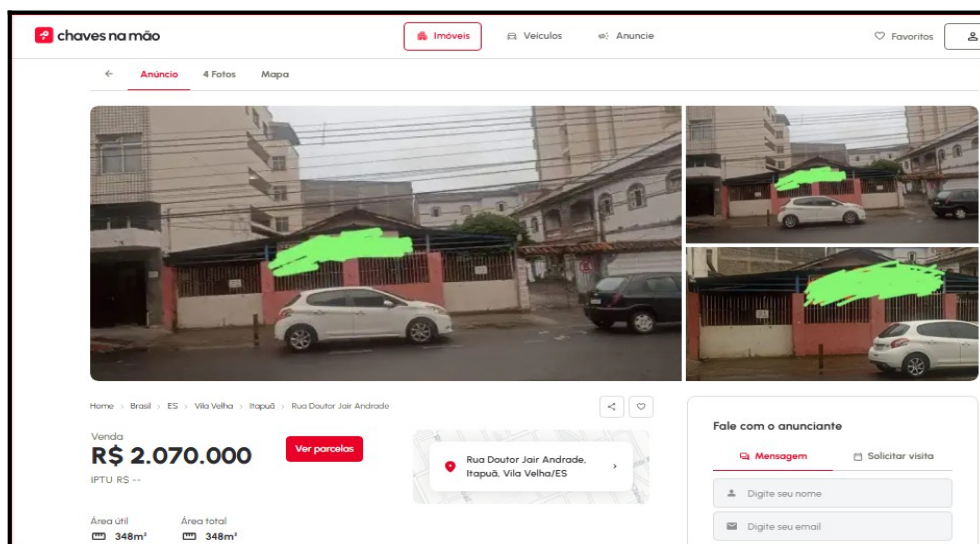 chaves na mão
Imóveis
Veículos
Anuncie
Favoritos
Anúncio
4 Fotos
Mapa
Home > Brasil > ES > Vila Velha > Itapuã > Rua Doutor Jair Andrade
Venda
R$ 2.070.000
Ver parcelas
IPTU R$ --
Rua Doutor Jair Andrade,
Itapuã, Vila Velha/ES
Área útil
348m²
Área total
348m²
Fale com o anunciante
Mensagem
Solicitar visita
Digite seu nome
Digite seu email